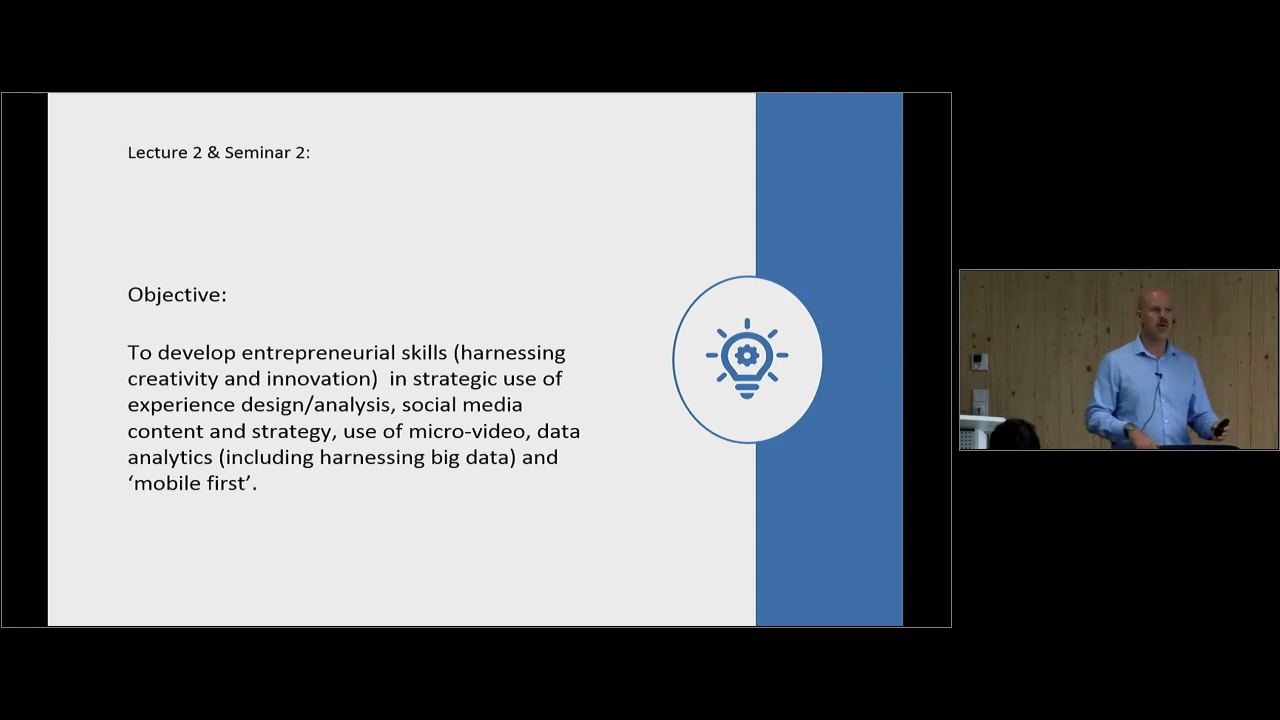 Lecture 2 & Seminar 2:
Objective:
To develop entrepreneurial skills (harnessing
creativity and innovation)  in strategic use of
experience design/analysis, social media
content and strategy, use of micro-video, data
analytics (including harnessing big data) and
‘mobile first’.